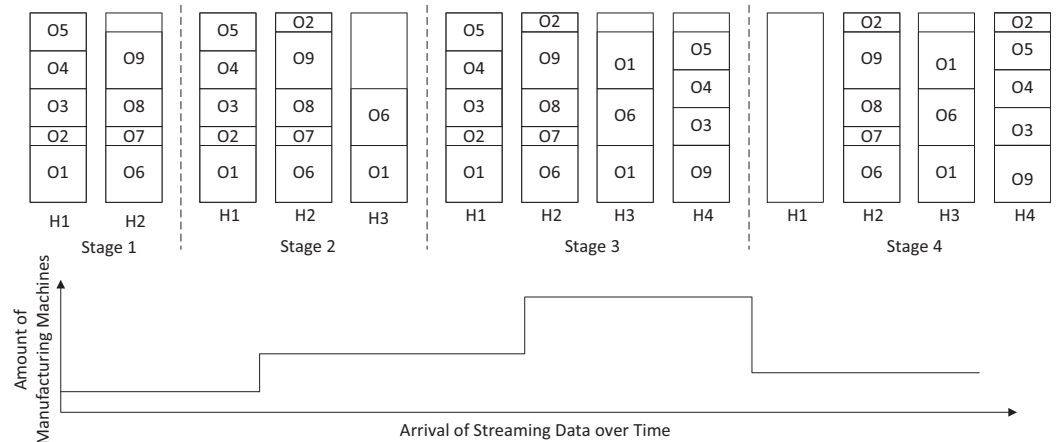 O5 O2 O5 O2 O5 O2 O2
O9 O9 O9 O5 O9 O1 O5
O4 O4 O4 O1 O4
O3 O8 O3 O8 O6 O3 O8 O6 O8 O6 O3
O2 O7 O2 O7 O2 O7 O3 O7
O1 O6 O1 O6 O1 O1 O6 O1 O9 O6 O1 O9
H1 H2 H1 H2 H3 H1 H2 H3 H4 H1 H2 H3 H4
Stage 1 Stage 2 Stage 3 Stage 4
Amount of
Manufacturing Machines
Arrival of Streaming Data over Time